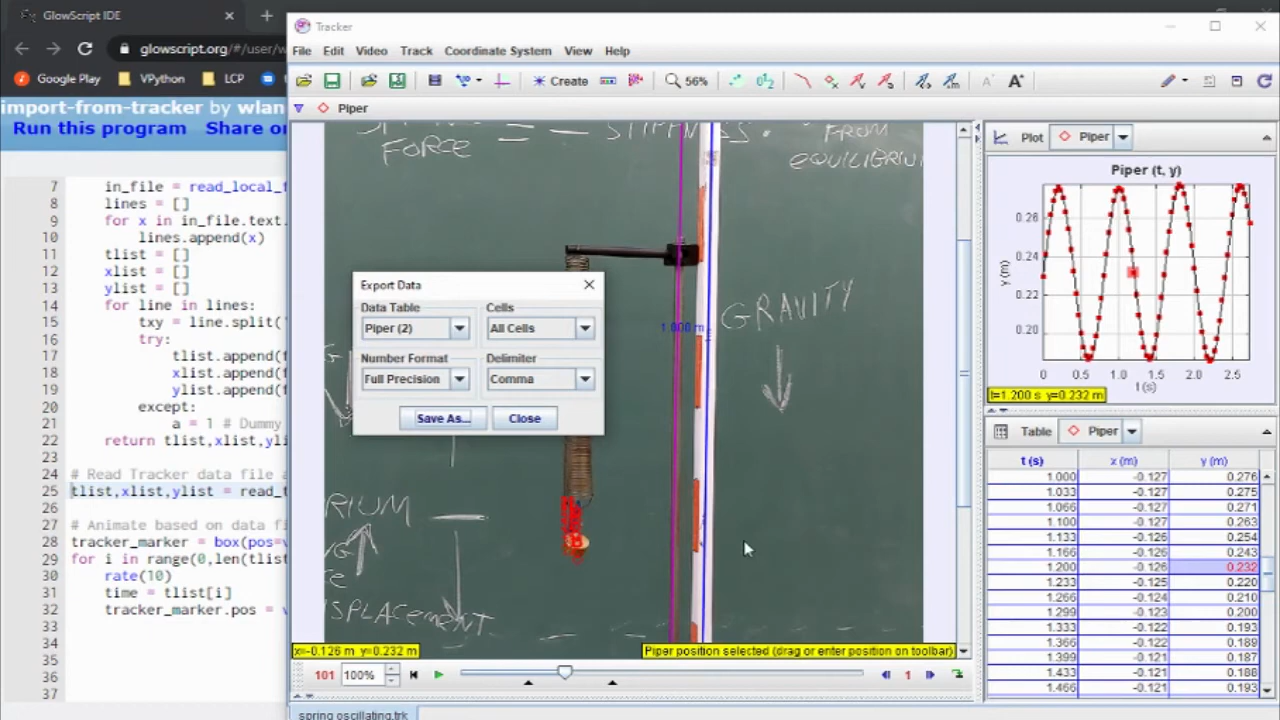 GlowScript IDE
glowscript.org/#/user/w
Google Play
VPython
LCP
import-from-tracker by wlan
Run this program Share or
7 in_file = read_local_f
8 lines = []
9 for x in in_file.text.
10 lines.append(x)
11 tlist = []
12 xlist = []
13 ylist = []
14 for line in lines:
15 txy = line.split('
16 try:
17 tlist.append(f
18 xlist.append(f
19 ylist.append(f
20 except:
21 a = 1 # Dummy
22 return tlist,xlist,yli
23
24 # Read Tracker data file a
25 tlist,xlist,ylist = read_t
26
27 # Animate based on data fi
28 tracker_marker = box(pos=v
29 for i in range(0,len(tlist
30 rate(10)
31 time = tlist[i]
32 tracker_marker.pos = v
33
34
35
36
37
Tracker
File Edit Video Track Coordinate System View Help
Create 56%
Piper
FORCE = - STIFFNESS .
FROM
EQUILIBRIU
GRAVITY
1.000 m
RIUM
ISPLACEMENT
Export Data
Data Table Cells
Piper (2) All Cells
Number Format Delimiter
Full Precision Comma
Save As... Close
x=-0.126 m y=0.232 m
Piper position selected (drag or enter position on toolbar)
101 100% 1
spring oscillating.trk
Plot Piper
Piper (t, y)
y (m)
0.26
0.24
0.22
0.20
0 0.5 1.0 1.5 2.0 2.5
t (s)
t=1.200 s y=0.232 m
Table Piper
t (s) x (m) y (m)
1.000 -0.127 0.276
1.033 -0.127 0.275
1.066 -0.127 0.271
1.100 -0.127 0.263
1.133 -0.126 0.254
1.166 -0.126 0.243
1.200 -0.126 0.232
1.233 -0.125 0.220
1.266 -0.124 0.210
1.299 -0.123 0.200
1.333 -0.122 0.193
1.366 -0.122 0.189
1.399 -0.121 0.187
1.433 -0.121 0.188
1.466 -0.121 0.193